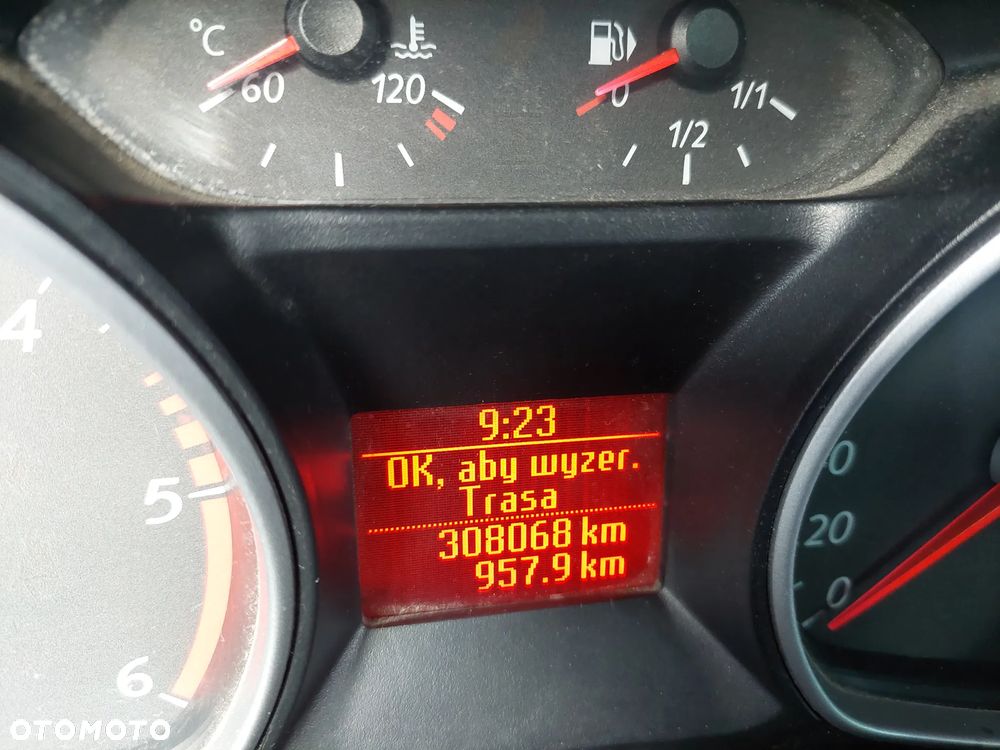 °C
60
120
0
1/2
1/1
4
5
6
9:23
OK, aby wyzer.
Trasa
308068 km
957.9 km
20
0
OTOMOTO